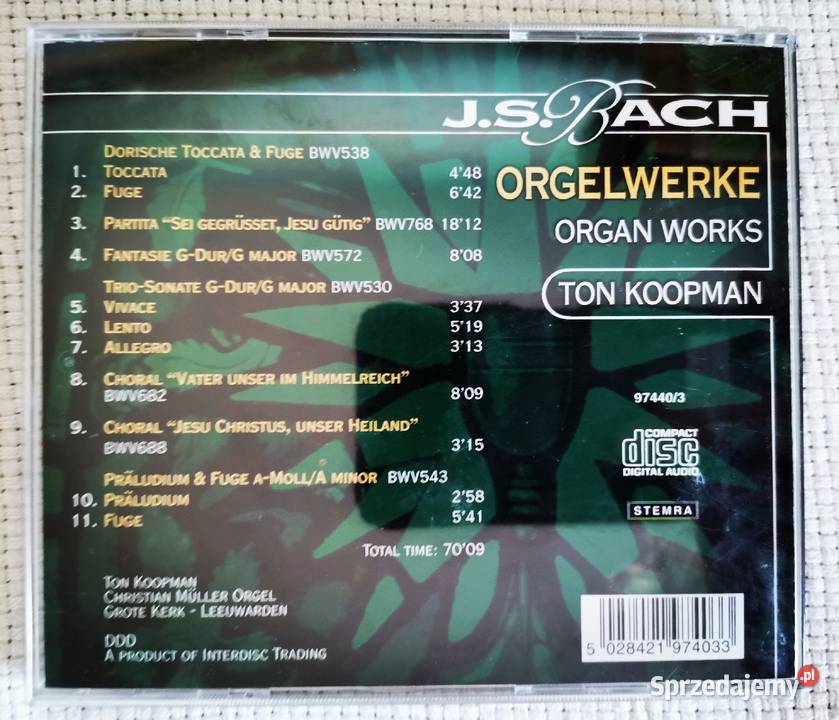 J.S. BACH
ORGELWERKE
ORGAN WORKS
TON KOOPMAN
DORISCHE TOCCATA & FUGE BWV538
1. TOCCATA 4'48
2. FUGE 6'42
3. PARTITA "SEI GEGRÜSSET, JESU GÜTIG" BWV768 18'12
4. FANTASIE G-DUR/G MAJOR BWV572 8'08
TRIO-SONATE G-DUR/G MAJOR BWV530
5. VIVACE 3'37
6. LENTO 5'19
7. ALLEGRO 3'13
8. CHORAL "VATER UNSER IM HIMMELREICH"
BWV682 8'09
9. CHORAL "JESU CHRISTUS, UNSER HEILAND"
BWV688 3'15
PRÄLUDIUM & FUGE A-MOLL/A MINOR BWV543
10. PRÄLUDIUM 2'58
11. FUGE 5'41
TOTAL TIME: 70'09
TON KOOPMAN
CHRISTIAN MÜLLER ORGEL
GROTE KERK - LEEUWARDEN
DDD
A PRODUCT OF INTERDISC TRADING
97440/3
COMPACT
disc
DIGITAL AUDIO
STEMRA
5 028421 974033
Sprzedajemy.pl